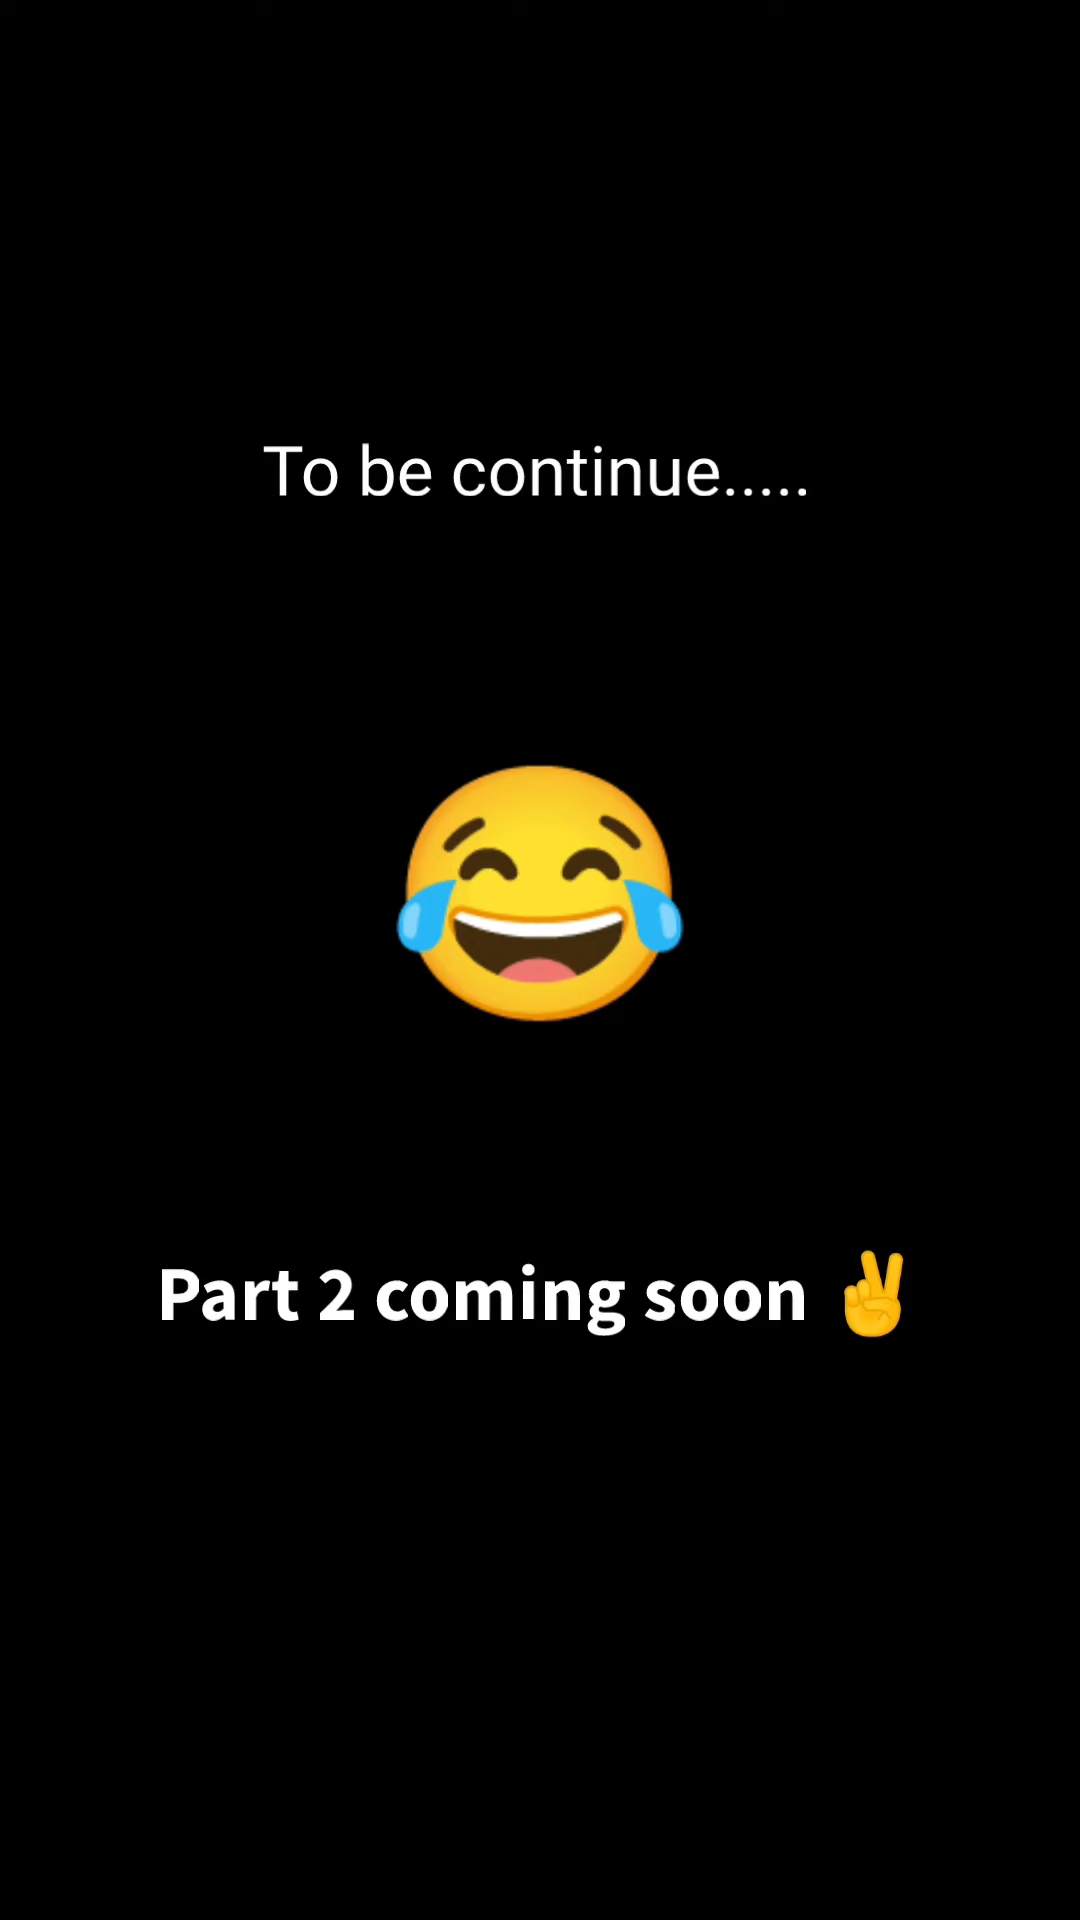 To be continue.....
😂
Part 2 coming soon ✌️